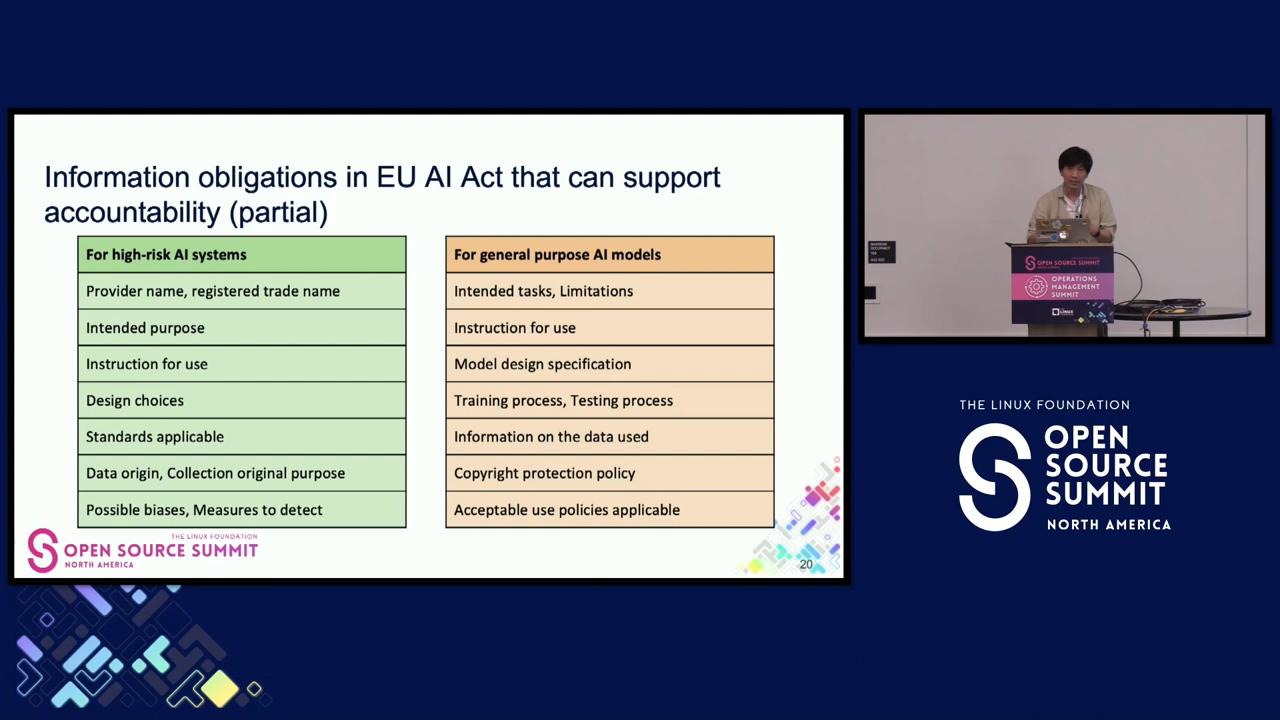 Information obligations in EU AI Act that can support
accountability (partial)
For high-risk AI systems
Provider name, registered trade name
Intended purpose
Instruction for use
Design choices
Standards applicable
Data origin, Collection original purpose
Possible biases, Measures to detect
For general purpose AI models
Intended tasks, Limitations
Instruction for use
Model design specification
Training process, Testing process
Information on the data used
Copyright protection policy
Acceptable use policies applicable
THE LINUX FOUNDATION
OPEN SOURCE SUMMIT
NORTH AMERICA
20
OPEN SOURCE SUMMIT
OPERATIONS
MANAGEMENT
SUMMIT
THE LINUX FOUNDATION
OPEN
SOURCE
SUMMIT
NORTH AMERICA